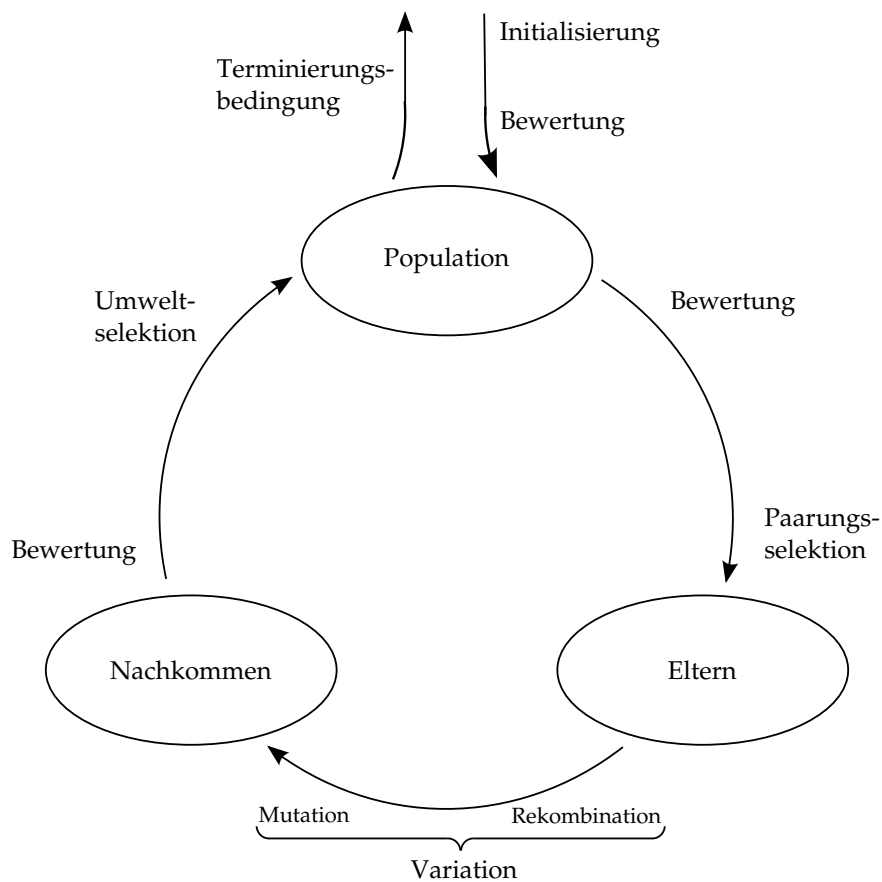 Initialisierung
Terminierungs-
bedingung
Bewertung
Population
Umwelt-
selektion
Bewertung
Paarungs-
selektion
Bewertung
Nachkommen
Eltern
Mutation
Rekombination
Variation